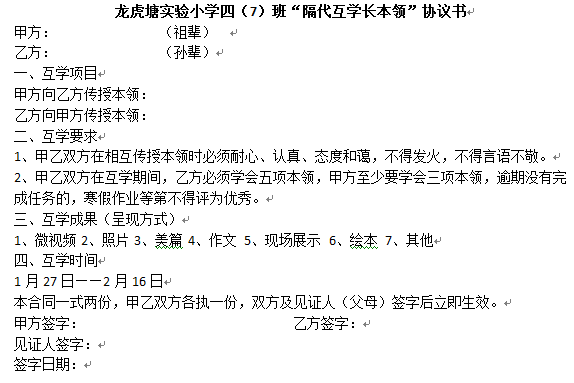 龙虎塘实验小学四（7）班“隔代互学长本领”协议书
甲方：（祖辈）
乙方：（孙辈）
一、互学项目
甲方向乙方传授本领：
乙方向甲方传授本领：
二、互学要求
1、甲乙双方在相互传授本领时必须耐心、认真、态度和蔼，不得发火，不得言语不敬。
2、甲乙双方在互学期间，乙方必须学会五项本领，甲方至少要学会三项本领，逾期没有完
成任务的，寒假作业等第不得评为优秀。
三、互学成果（呈现方式）
1、微视频 2、照片 3、美篇 4、作文 5、现场展示 6、绘本 7、其他
四、互学时间
1月27日——2月16日
本合同一式两份，甲乙双方各执一份，双方及见证人（父母）签字后立即生效。
甲方签字： 乙方签字：
见证人签字：
签字日期：